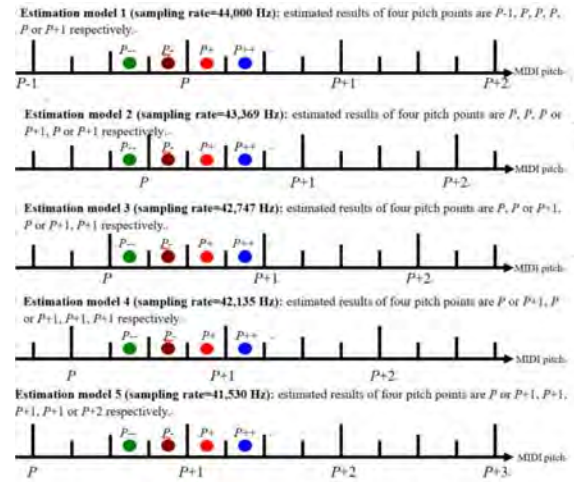 Estimation model 1 (sampling rate=44,000 Hz): estimated results of four pitch points are P-1, P, P, P,
P or P+1 respectively.
P-- P- P+ P++
MIDI pitch
P-1 P P+1 P+2
Estimation model 2 (sampling rate=43,369 Hz): estimated results of four pitch points are P, P, P or
P+1, P or P+1 respectively.
P-- P- P+ P++
MIDI pitch
P P+1 P+2
Estimation model 3 (sampling rate=42,747 Hz): estimated results of four pitch points are P, P or P+1,
P or P+1, P+1 respectively.
P-- P- P+ P++
MIDI pitch
P P+1 P+2
Estimation model 4 (sampling rate=42,135 Hz): estimated results of four pitch points are P or P+1, P
or P+1, P+1, P+1 respectively
P-- P- P+ P++
MIDI pitch
P P+1 P+2
Estimation model 5 (sampling rate=41,530 Hz): estimated results of four pitch points are P or P+1, P+1,
P+1, P+1 or P+2 respectively.
P-- P- P+ P++
MIDI pitch
P P+1 P+2 P+3